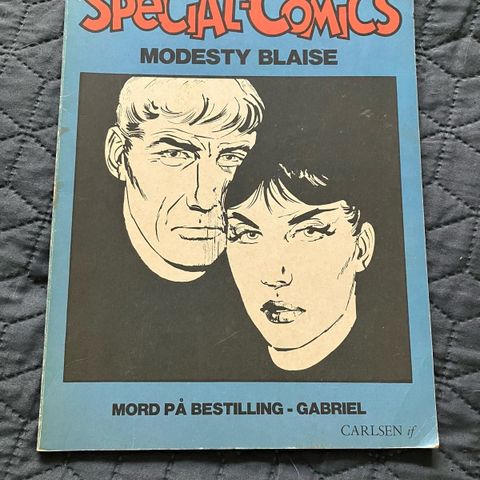 SPECIAL-COMICS
MODESTY BLAISE
MORD PÅ BESTILLING - GABRIEL
CARLSEN if